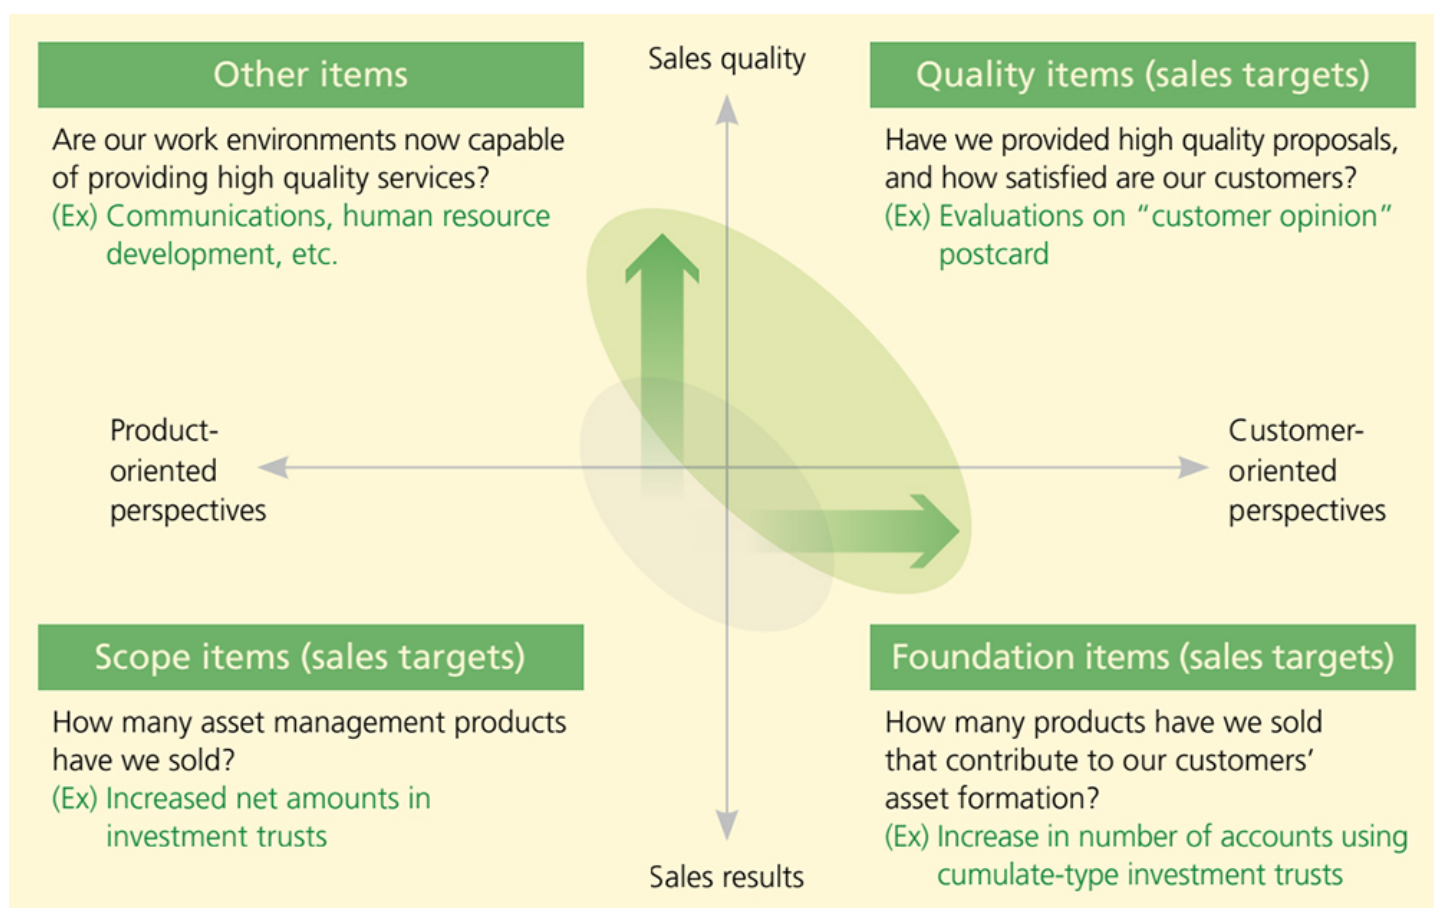 Sales quality
Other items
Are our work environments now capable
of providing high quality services?
(Ex) Communications, human resource
development, etc.
Quality items (sales targets)
Have we provided high quality proposals,
and how satisfied are our customers?
(Ex) Evaluations on “customer opinion”
postcard
Product-
oriented
perspectives
Customer-
oriented
perspectives
Scope items (sales targets)
How many asset management products
have we sold?
(Ex) Increased net amounts in
investment trusts
Foundation items (sales targets)
How many products have we sold
that contribute to our customers’
asset formation?
(Ex) Increase in number of accounts using
cumulate-type investment trusts
Sales results